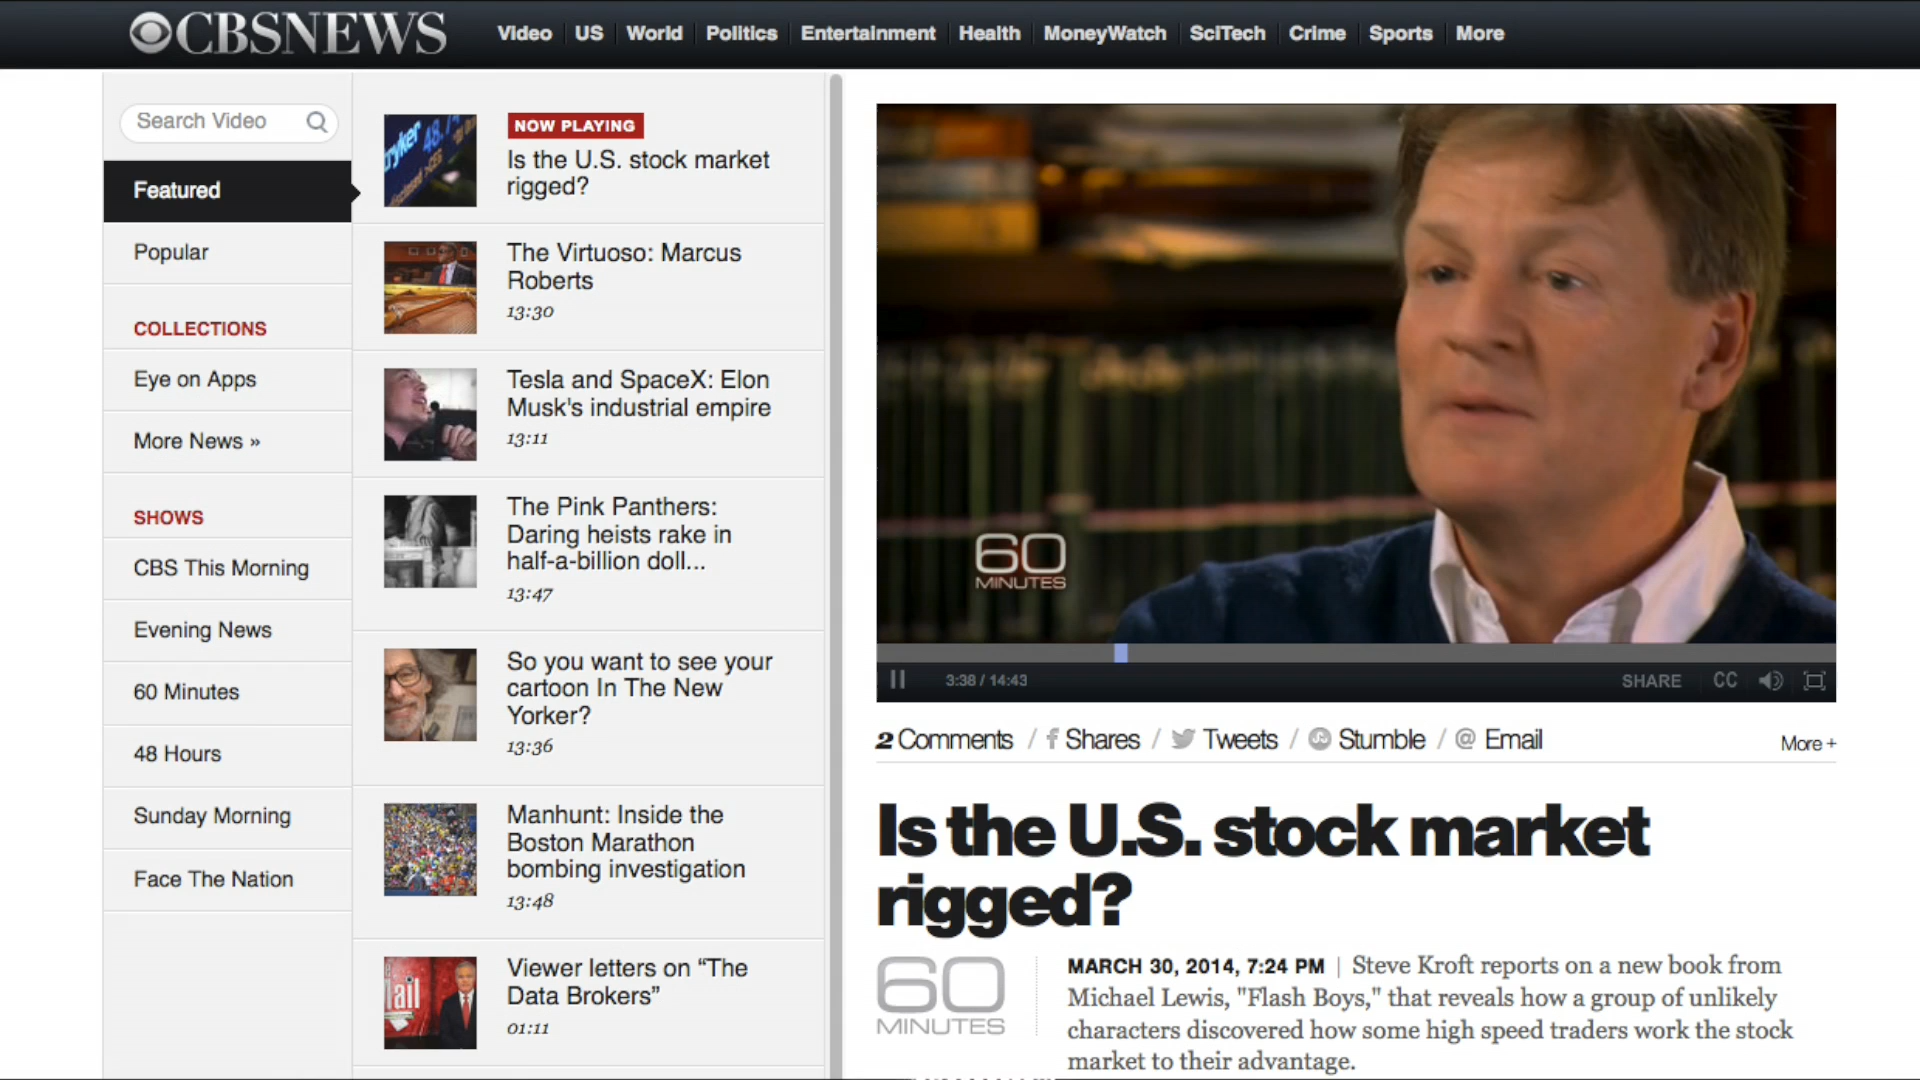 CBSNEWS
Video US World Politics Entertainment Health MoneyWatch SciTech Crime Sports More
Search Video
Featured
Popular
COLLECTIONS
Eye on Apps
More News »
SHOWS
CBS This Morning
Evening News
60 Minutes
48 Hours
Sunday Morning
Face The Nation
NOW PLAYING
Is the U.S. stock market
rigged?
The Virtuoso: Marcus
Roberts
13:30
Tesla and SpaceX: Elon
Musk's industrial empire
13:11
The Pink Panthers:
Daring heists rake in
half-a-billion doll...
13:47
So you want to see your
cartoon In The New
Yorker?
13:36
Manhunt: Inside the
Boston Marathon
bombing investigation
13:48
Viewer letters on “The
Data Brokers”
01:11
60
MINUTES
3:38 / 14:43
SHARE CC
2 Comments / f Shares / Tweets / Stumble / @ Email
More +
Is the U.S. stock market
rigged?
60
MINUTES
MARCH 30, 2014, 7:24 PM | Steve Kroft reports on a new book from
Michael Lewis, "Flash Boys," that reveals how a group of unlikely
characters discovered how some high speed traders work the stock
market to their advantage.